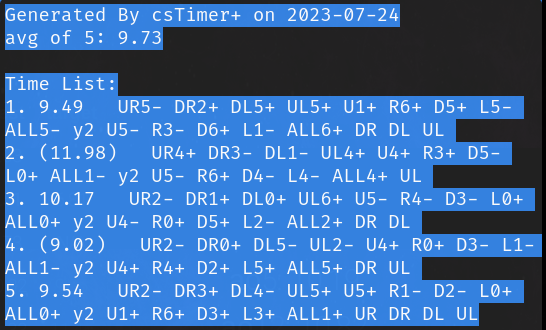 Generated By csTimer+ on 2023-07-24
avg of 5: 9.73
Time List:
1. 9.49   UR5- DR2+ DL5+ UL5+ U1+ R6+ D5+ L5-
ALL5- y2 U5- R3- D6+ L1- ALL6+ DR DL UL
2. (11.98)   UR4+ DR3- DL1- UL4+ U4+ R3+ D5-
L0+ ALL1- y2 U5- R6+ D4- L4- ALL4+ UL
3. 10.17   UR2- DR1+ DL0+ UL6+ U5- R4- D3- L0+
ALL0+ y2 U4- R0+ D5+ L2- ALL2+ DR DL
4. (9.02)   UR2- DR0+ DL5- UL2- U4+ R0+ D3- L1-
ALL1- y2 U4+ R4+ D2+ L5+ ALL5+ DR UL
5. 9.54   UR2- DR3+ DL4- UL5+ U5+ R1- D2- L0+
ALL0+ y2 U1+ R6+ D3+ L3+ ALL1+ UR DR DL UL